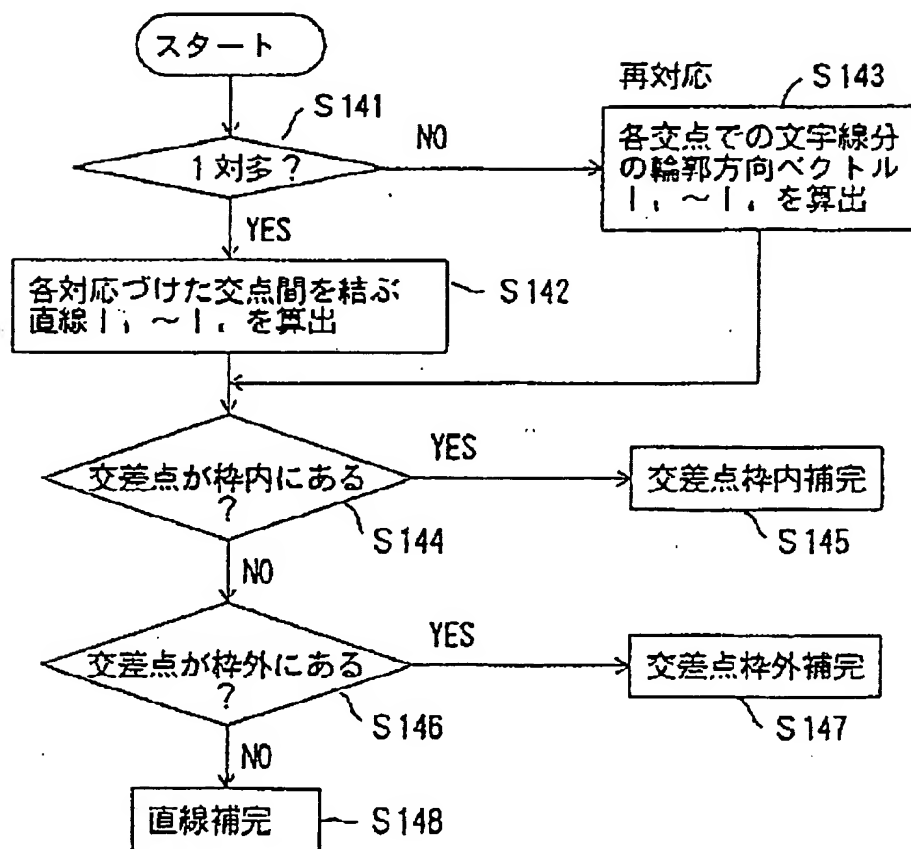 スタート
S141
1対多?
NO
再対応
S143
各交点での文字線分
の輪郭方向ベクトル
を算出
YES
各対応づけた交点間を結ぶ
直線
を算出
S142
交差点が枠内にある
?
S144
YES
交差点枠内補完
S145
NO
交差点が枠外にある
?
S146
YES
交差点枠外補完
S147
NO
直線補完
S148